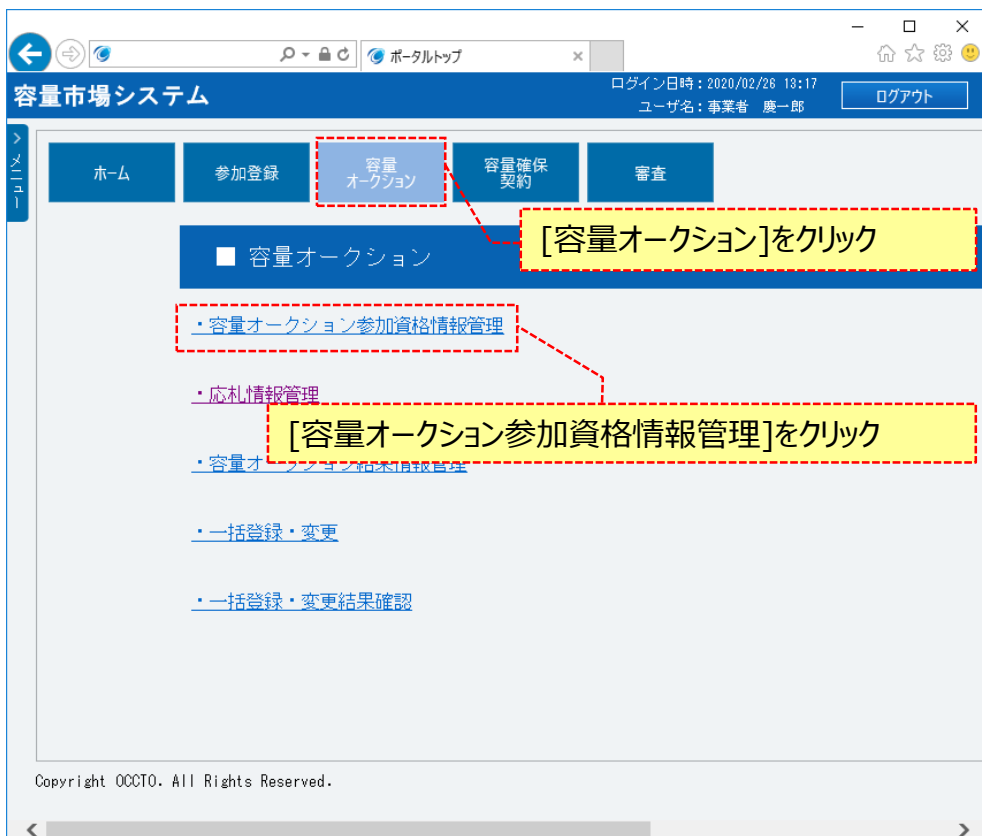 ポータルトップ
容量市場システム
ログイン日時：2020/02/26 13:17
ユーザ名：事業者　慶一郎
ログアウト
メニュー
ホーム
参加登録
容量
オークション
容量確保
契約
審査
[容量オークション]をクリック
■ 容量オークション
・容量オークション参加資格情報管理
・応札情報管理
[容量オークション参加資格情報管理]をクリック
・容量オークション結果情報管理
・一括登録・変更
・一括登録・変更結果確認
Copyright OCCTO. All Rights Reserved.